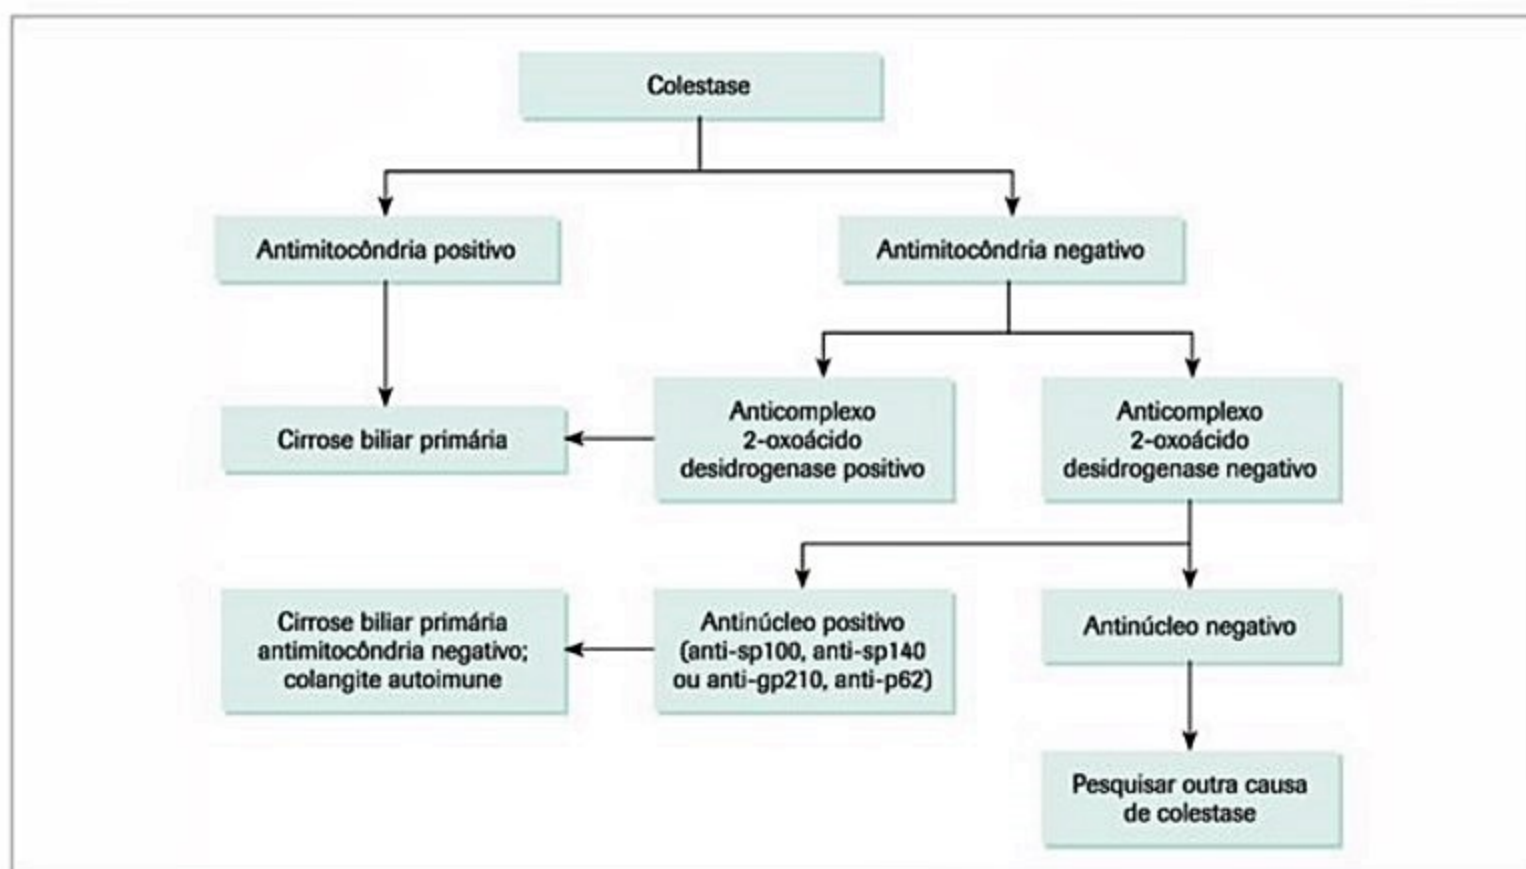 Colestase
Antimitocôndria positivo
Antimitocôndria negativo
Cirrose biliar primária
Anticomplexo
2-oxoácido
desidrogenase positivo
Anticomplexo
2-oxoácido
desidrogenase negativo
Cirrose biliar primária
antimitocôndria negativo;
colangite autoimune
Antinúcleo positivo
(anti-sp100, anti-sp140
ou anti-gp210, anti-p62)
Antinúcleo negativo
Pesquisar outra causa
de colestase